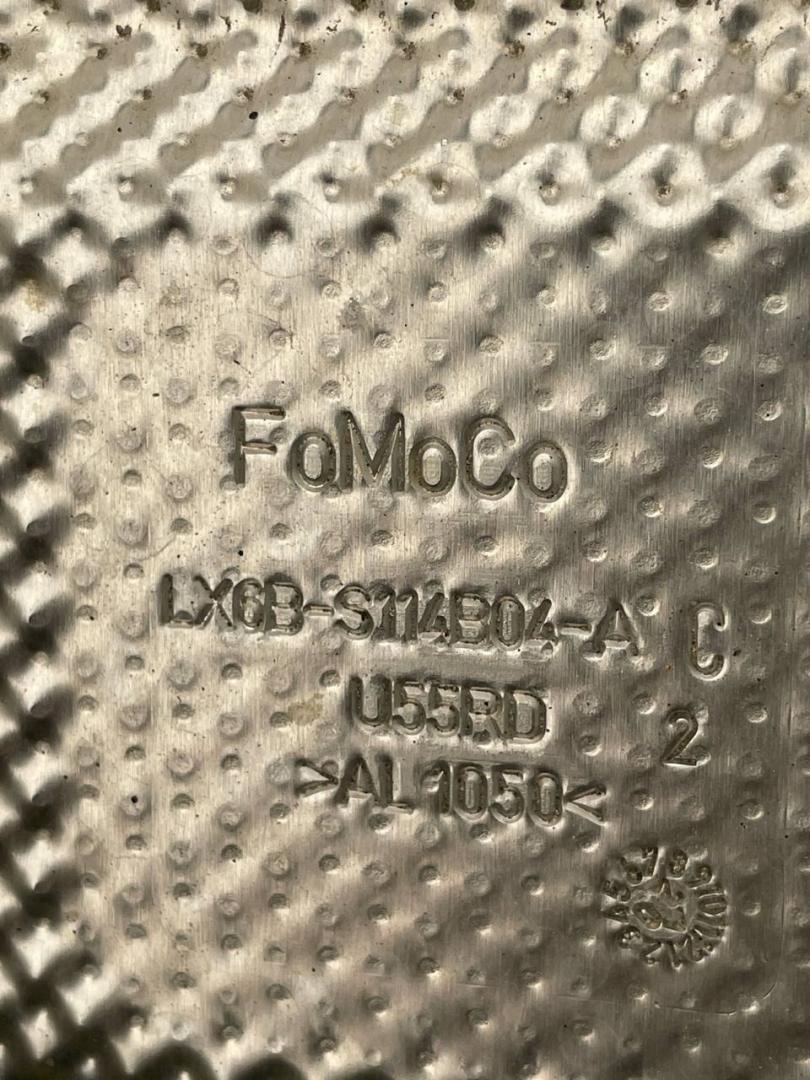 FoMoCo
LX6B-S114B04-A C
U55RD
2
>AL 1050<